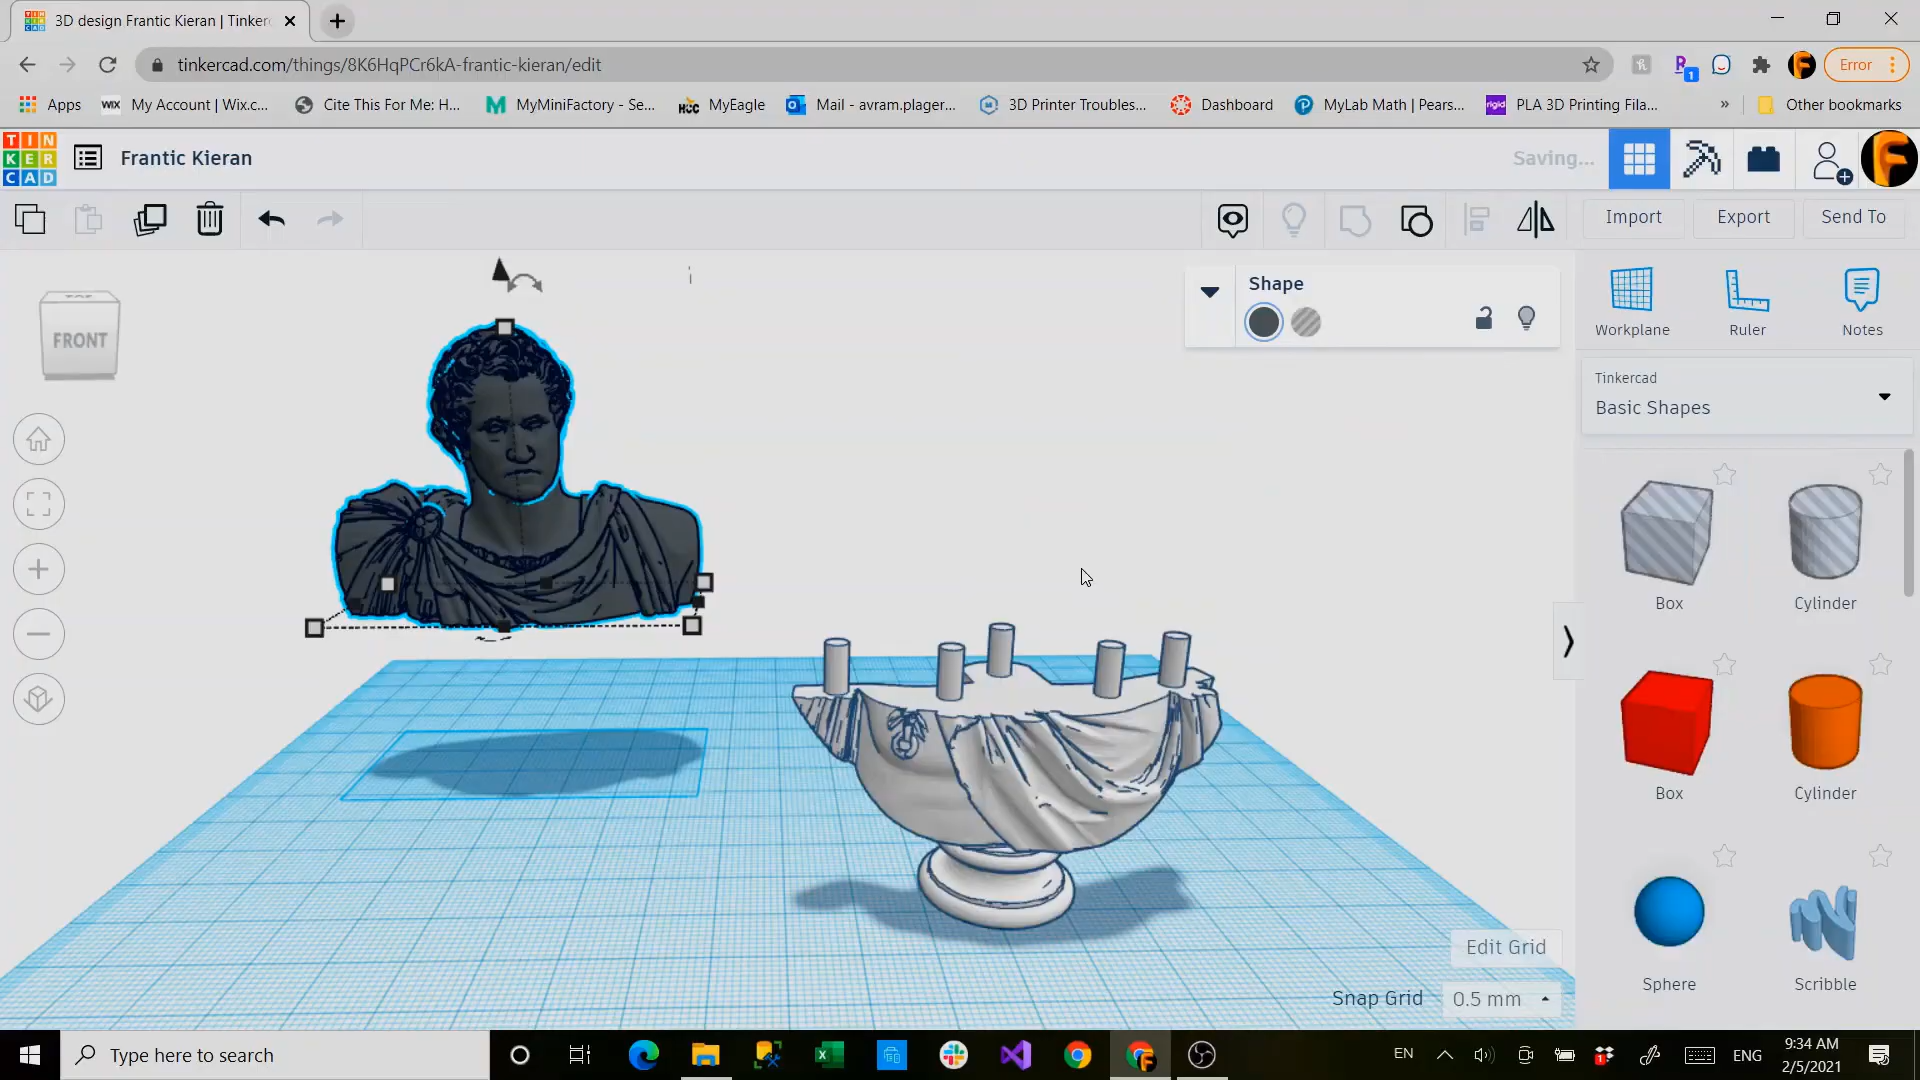 3D design Frantic Kieran | Tinker
tinkercad.com/things/8K6HqPCr6kA-frantic-kieran/edit
Error
Apps
WIX My Account | Wix.c...
Cite This For Me: H...
MyMiniFactory - Se...
HCC MyEagle
Mail - avram.plager...
3D Printer Troubles...
Dashboard
MyLab Math | Pears...
rigid PLA 3D Printing Fila...
» Other bookmarks
TIN
KER
CAD
Frantic Kieran
Saving...
Import
Export
Send To
FRONT
Shape
Workplane
Ruler
Notes
Tinkercad
Basic Shapes
Box
Cylinder
Box
Cylinder
Sphere
Scribble
Edit Grid
Snap Grid
0.5 mm
Type here to search
EN
ENG
9:34 AM
2/5/2021